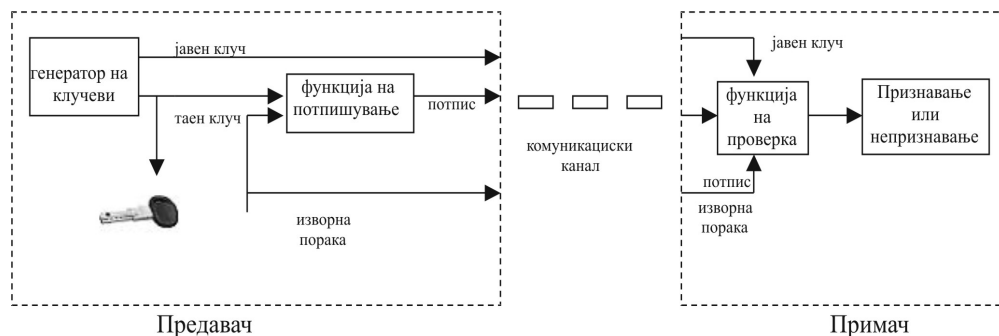 јавен клуч
генератор на
клучеви
таен клуч
функција на
потпишување
потпис
изворна
порака
Предавач
комуникациски
канал
јавен клуч
функција
на
проверка
потпис
изворна
порака
Признавање
или
непризнавање
Примач